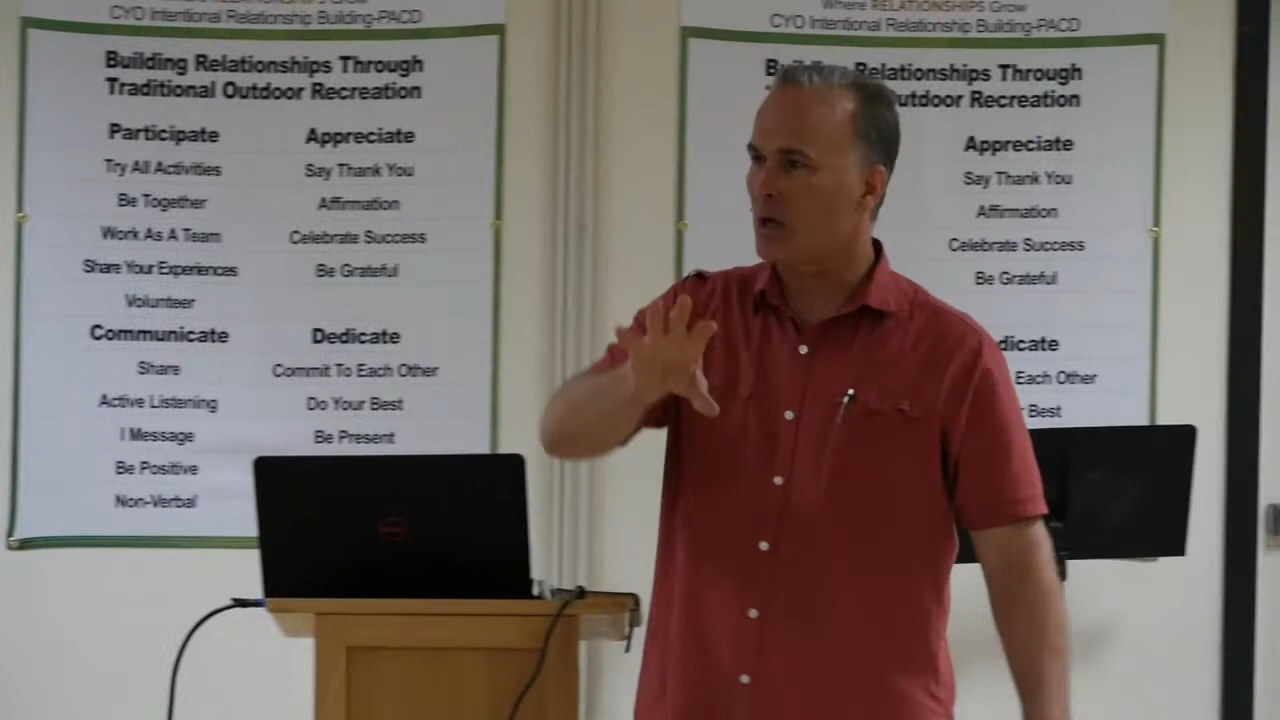 CYO Intentional Relationship Building-PACD
Building Relationships Through
Traditional Outdoor Recreation
Participate
Try All Activities
Be Together
Work As A Team
Share Your Experiences
Volunteer
Appreciate
Say Thank You
Affirmation
Celebrate Success
Be Grateful
Communicate
Share
Active Listening
I Message
Be Positive
Non-Verbal
Dedicate
Commit To Each Other
Do Your Best
Be Present
Where RELATIONSHIPS Grow
CYO Intentional Relationship Building-PACD
Relationships Through
Outdoor Recreation
Appreciate
Say Thank You
Affirmation
Celebrate Success
Be Grateful
dicate
Each Other
Best